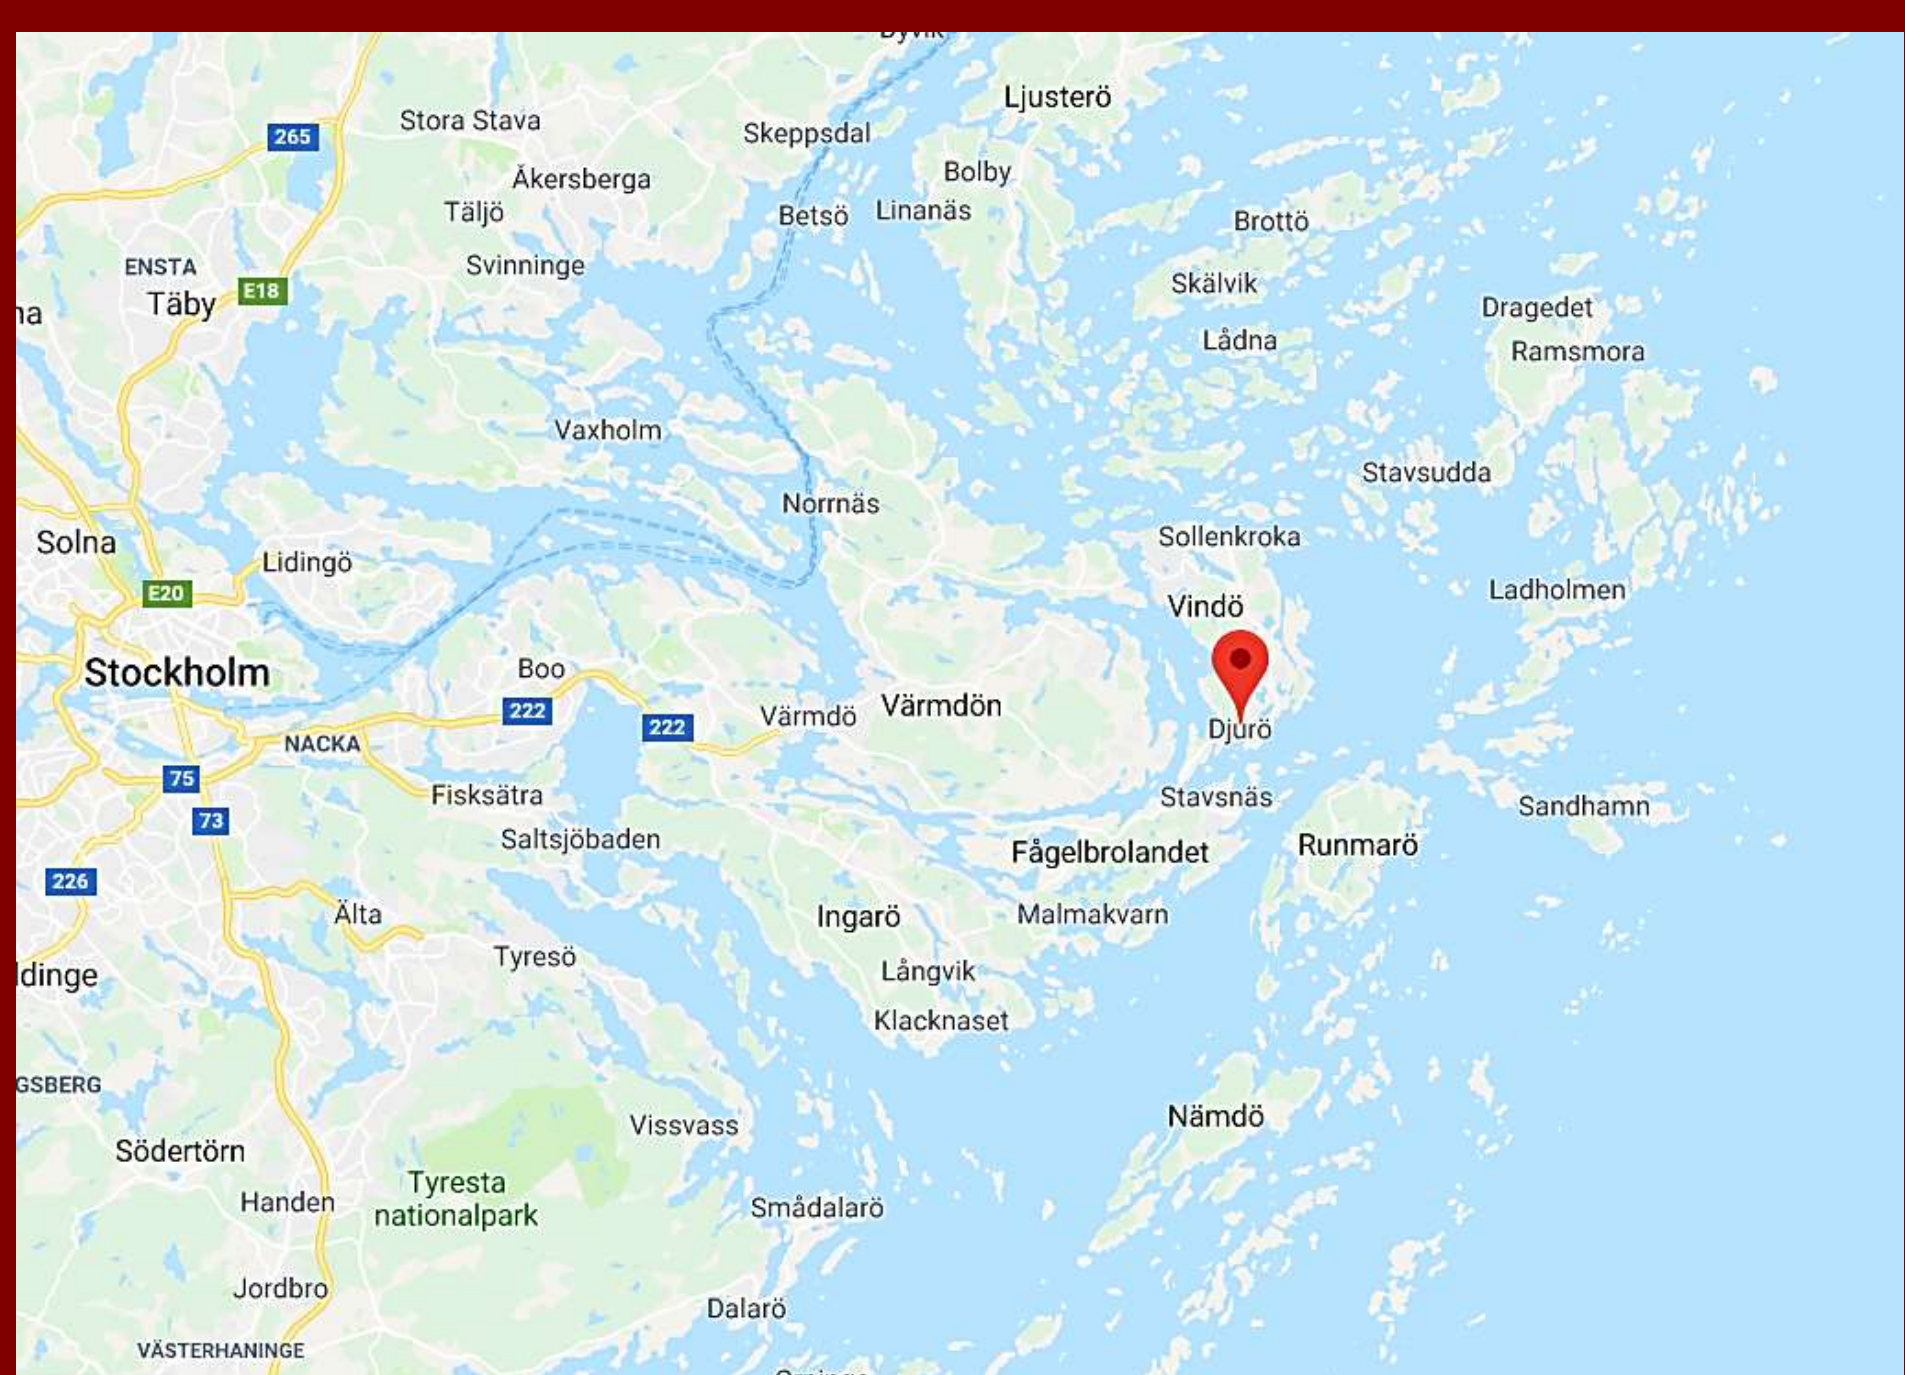 Ljusterö
265
Stora Stava
Skeppsdal
Åkersberga
Bolby
Täljö
Betsö
Linanäs
Brottö
ENSTA
Svinninge
Täby
E18
Skälvik
Dragedet
Lådna
Ramsmora
Vaxholm
Stavsudda
Norrnäs
Sollenkroka
Solna
Lidingö
E20
Ladholmen
Vindö
Stockholm
Boo
222
222
Värmdö
Värmdön
Djurö
NACKA
75
73
Fisksätra
Stavsnäs
Sandhamn
Saltsjöbaden
Fågelbrolandet
Runmarö
226
Älta
Ingarö
Malmakvarn
Tyresö
Långvik
dinge
Klacknaset
GSBERG
Nämdö
Vissvass
Södertörn
Tyresta
nationalpark
Handen
Smådalarö
Jordbro
Dalarö
VÄSTERHANINGE